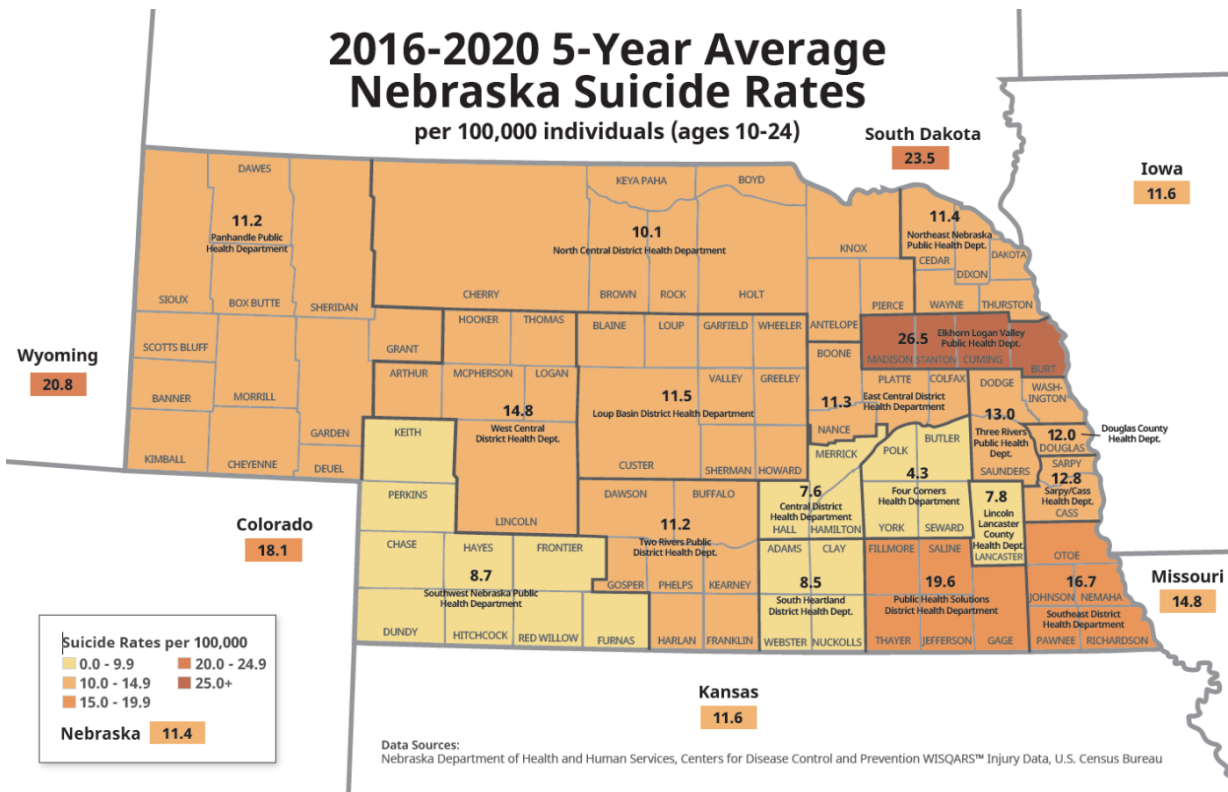 2016-2020 5-Year Average
Nebraska Suicide Rates
per 100,000 individuals (ages 10-24)
South Dakota
23.5
Iowa
11.6
Wyoming
20.8
Colorado
18.1
Kansas
11.6
Missouri
14.8
DAWES
11.2
Panhandle Public
Health Department
SIOUX
BOX BUTTE
SHERIDAN
SCOTTS BLUFF
BANNER
MORRILL
GARDEN
KIMBALL
CHEYENNE
DEUEL
GRANT
KEYA PAHA
BOYD
10.1
North Central District Health Department
CHERRY
BROWN
ROCK
HOLT
KNOX
ANTELOPE
PIERCE
11.4
Northeast Nebraska
Public Health Dept.
CEDAR
DIXON
DAKOTA
WAYNE
THURSTON
26.5
Elkhorn Logan Valley
Public Health Dept.
MADISON
STANTON
CUMING
BURT
HOOKER
THOMAS
ARTHUR
MCPHERSON
LOGAN
14.8
West Central
District Health Dept.
LINCOLN
BLAINE
LOUP
GARFIELD
WHEELER
VALLEY
GREELEY
11.5
Loup Basin District Health Department
CUSTER
SHERMAN
HOWARD
BOONE
PLATTE
COLFAX
11.3
East Central District
Health Department
NANCE
DODGE
WASH-
INGTON
13.0
Three Rivers
Public Health
Dept.
SAUNDERS
12.0
DOUGLAS
Douglas County
Health Dept.
SARPY
12.8
Sarpy/Cass
Health Dept.
CASS
KEITH
PERKINS
CHASE
HAYES
FRONTIER
8.7
Southwest Nebraska Public
Health Department
DUNDY
HITCHCOCK
RED WILLOW
FURNAS
DAWSON
BUFFALO
11.2
Two Rivers Public
District Health Dept.
GOSPER
PHELPS
KEARNEY
HARLAN
FRANKLIN
MERRICK
7.6
Central District
Health Department
HALL
HAMILTON
POLK
BUTLER
4.3
Four Corners
Health Department
YORK
SEWARD
7.8
Lincoln
Lancaster
County
Health Dept.
LANCASTER
ADAMS
CLAY
8.5
South Heartland
District Health Dept.
WEBSTER
NUCKOLLS
FILLMORE
SALINE
19.6
Public Health Solutions
District Health Department
THAYER
JEFFERSON
GAGE
OTOE
16.7
JOHNSON
NEMAHA
Southeast District
Health Department
PAWNEE
RICHARDSON
Suicide Rates per 100,000
0.0 - 9.9
10.0 - 14.9
15.0 - 19.9
20.0 - 24.9
25.0+
Nebraska 11.4
Data Sources:
Nebraska Department of Health and Human Services, Centers for Disease Control and Prevention WISQARS™ Injury Data, U.S. Census Bureau